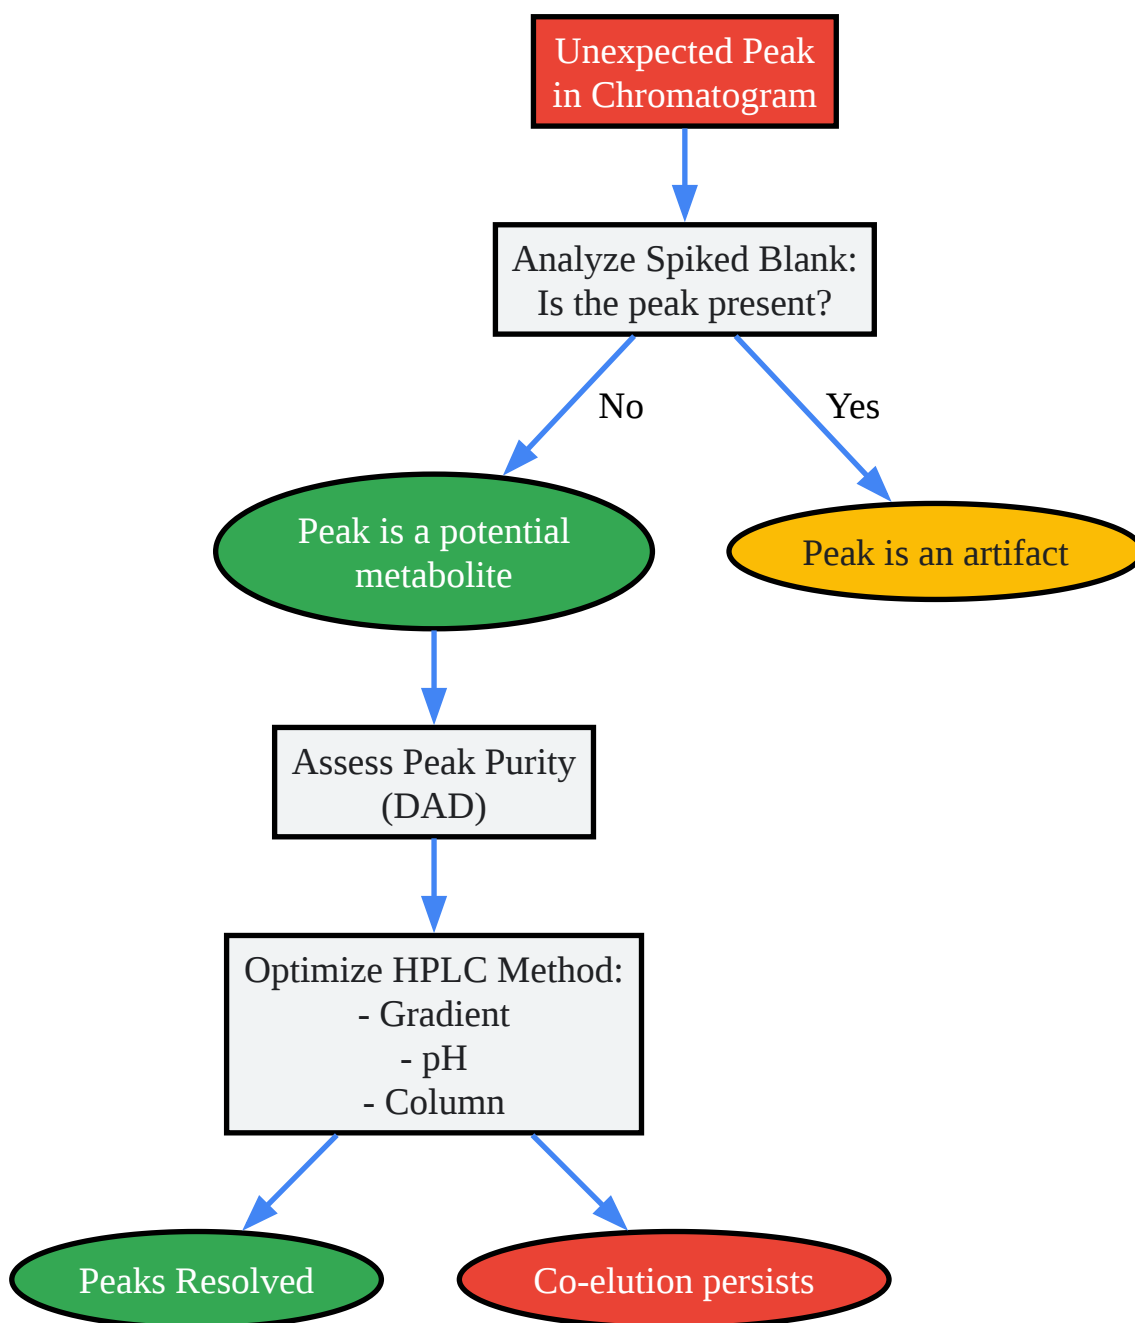 Unexpected Peak
in Chromatogram
Analyze Spiked Blank:
Is the peak present?
No
Yes
Peak is a potential
metabolite
Peak is an artifact
Assess Peak Purity
(DAD)
Optimize HPLC Method:
- Gradient
- pH
- Column
Peaks Resolved
Co-elution persists